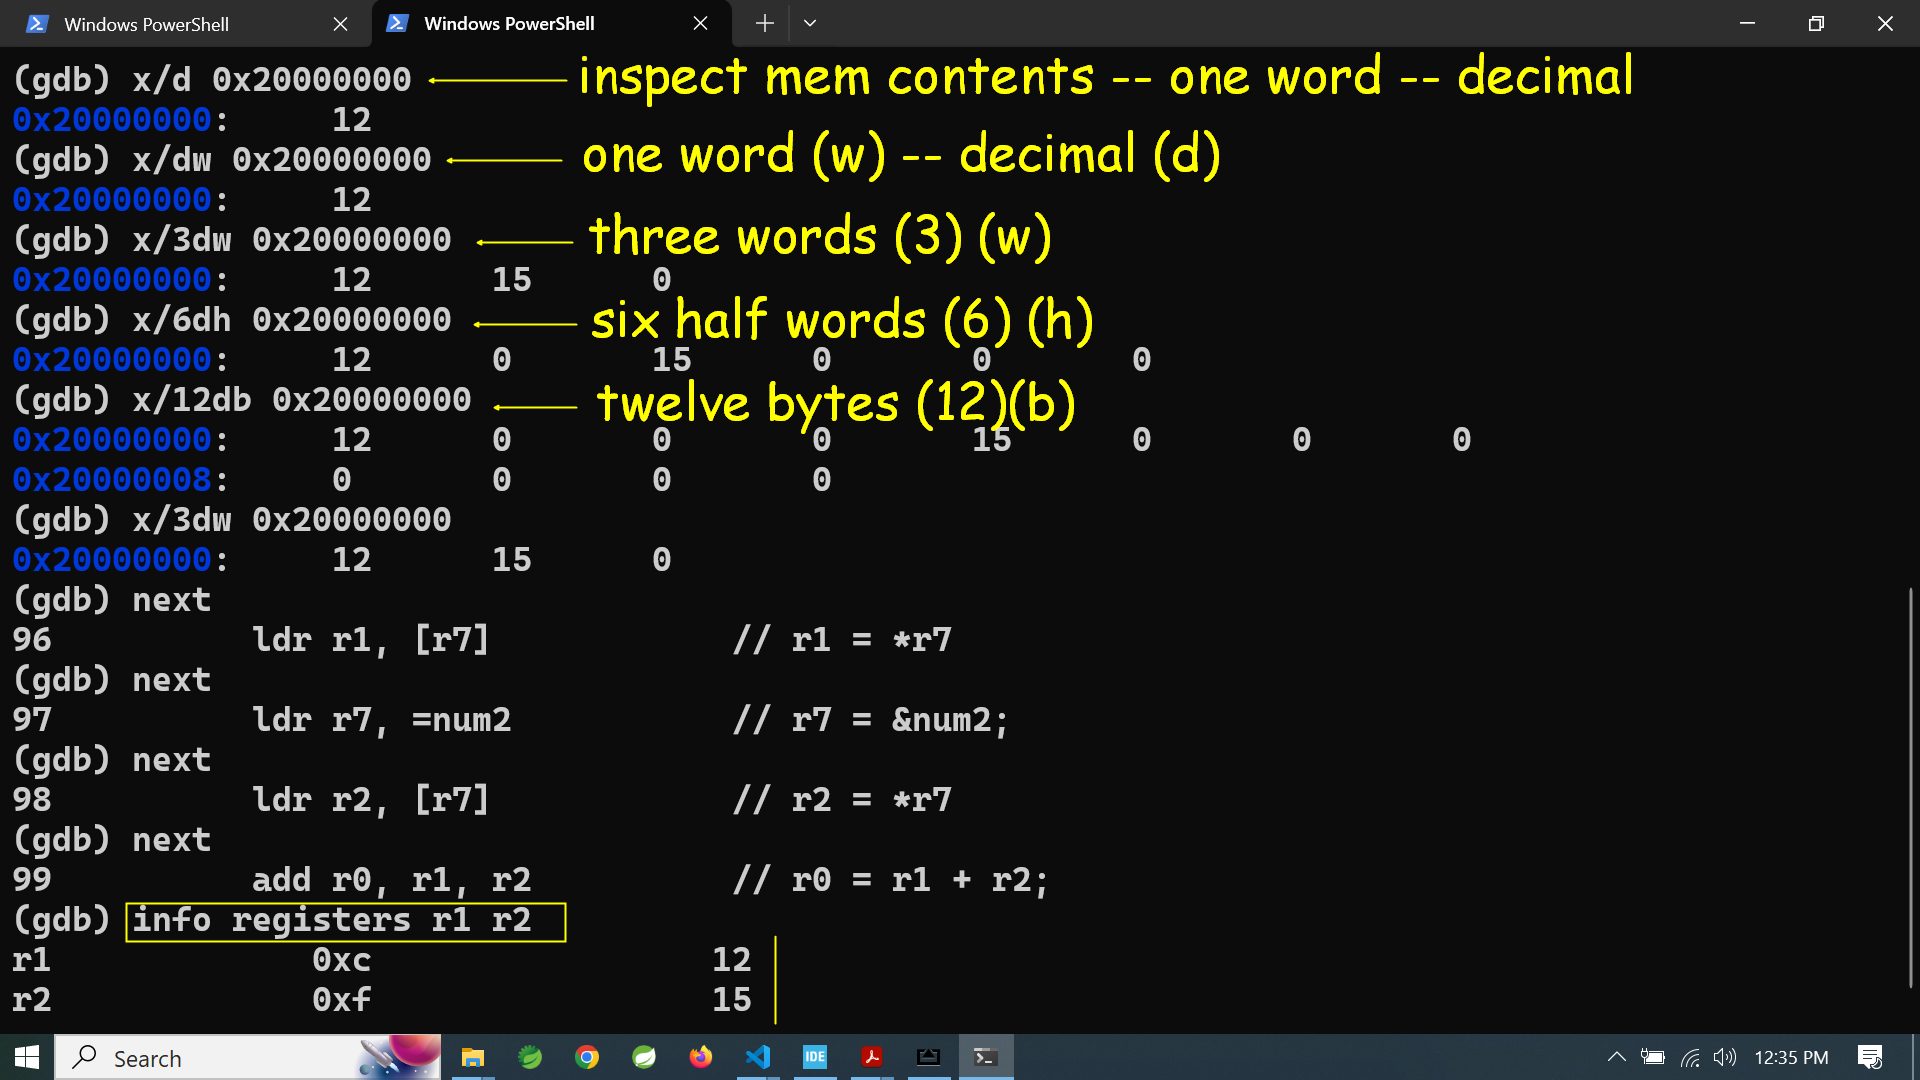 Windows PowerShell
Windows PowerShell
(gdb) x/d 0x20000000 inspect mem contents -- one word -- decimal
0x20000000: 12
(gdb) x/dw 0x20000000 one word (w) -- decimal (d)
0x20000000: 12
(gdb) x/3dw 0x20000000 three words (3) (w)
0x20000000: 12 15 0
(gdb) x/6dh 0x20000000 six half words (6) (h)
0x20000000: 12 0 15 0 0 0
(gdb) x/12db 0x20000000 twelve bytes (12)(b)
0x20000000: 12 0 0 0 15 0 0 0
0x20000008: 0 0 0 0
(gdb) x/3dw 0x20000000
0x20000000: 12 15 0
(gdb) next
96 ldr r1, [r7] // r1 = *r7
(gdb) next
97 ldr r7, =num2 // r7 = &num2;
(gdb) next
98 ldr r2, [r7] // r2 = *r7
(gdb) next
99 add r0, r1, r2 // r0 = r1 + r2;
(gdb) info registers r1 r2
r1 0xc 12
r2 0xf 15
Search
IDE
12:35 PM